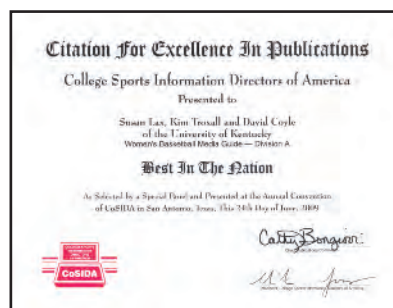 Citation For Excellence In Publications
College Sports Information Directors of America
Presented to
Susan Lax, Kim Troxall and David Coyle
of the University of Kentucky
Women's Basketball Media Guide — Division A
Best In The Nation
As Selected by a Special Panel and Presented at the Annual Convention
of CoSIDA in San Antonio, Texas, This 24th Day of June, 2009
Cathy Bongiovi
CoSIDA